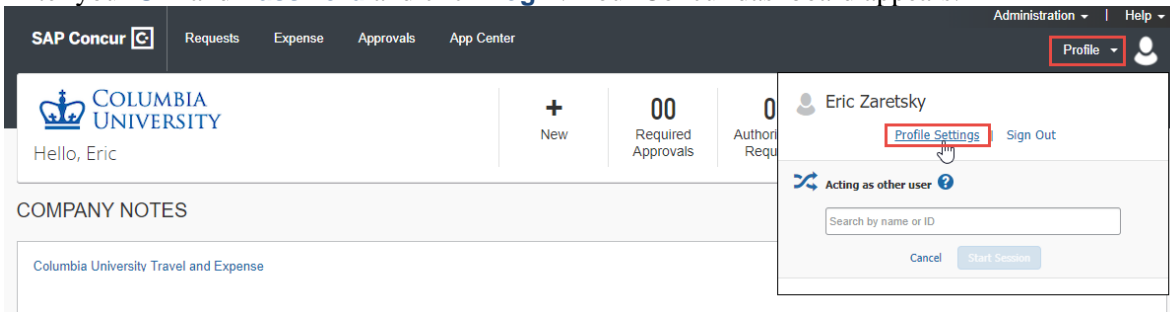 Administration | Help
SAP Concur C Requests Expense Approvals App Center
Profile
COLUMBIA
UNIVERSITY
Hello, Eric
+
New
00
Required
Approvals
Eric Zaretsky
Profile Settings | Sign Out
Acting as other user ?
Search by name or ID
Cancel Start Session
COMPANY NOTES
Columbia University Travel and Expense